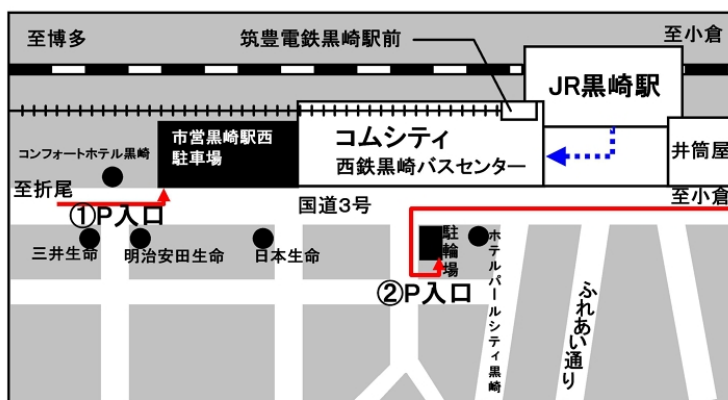 至博多
筑豊電鉄黒崎駅前
至小倉
JR黒崎駅
市営黒崎駅西
駐車場
コムシティ
西鉄黒崎バスセンター
井筒屋
コンフォートホテル黒崎
至折尾
国道3号
至小倉
①P入口
三井生命
明治安田生命
日本生命
駐輪場
ホテルパールシティ黒崎
②P入口
ふれあい通り